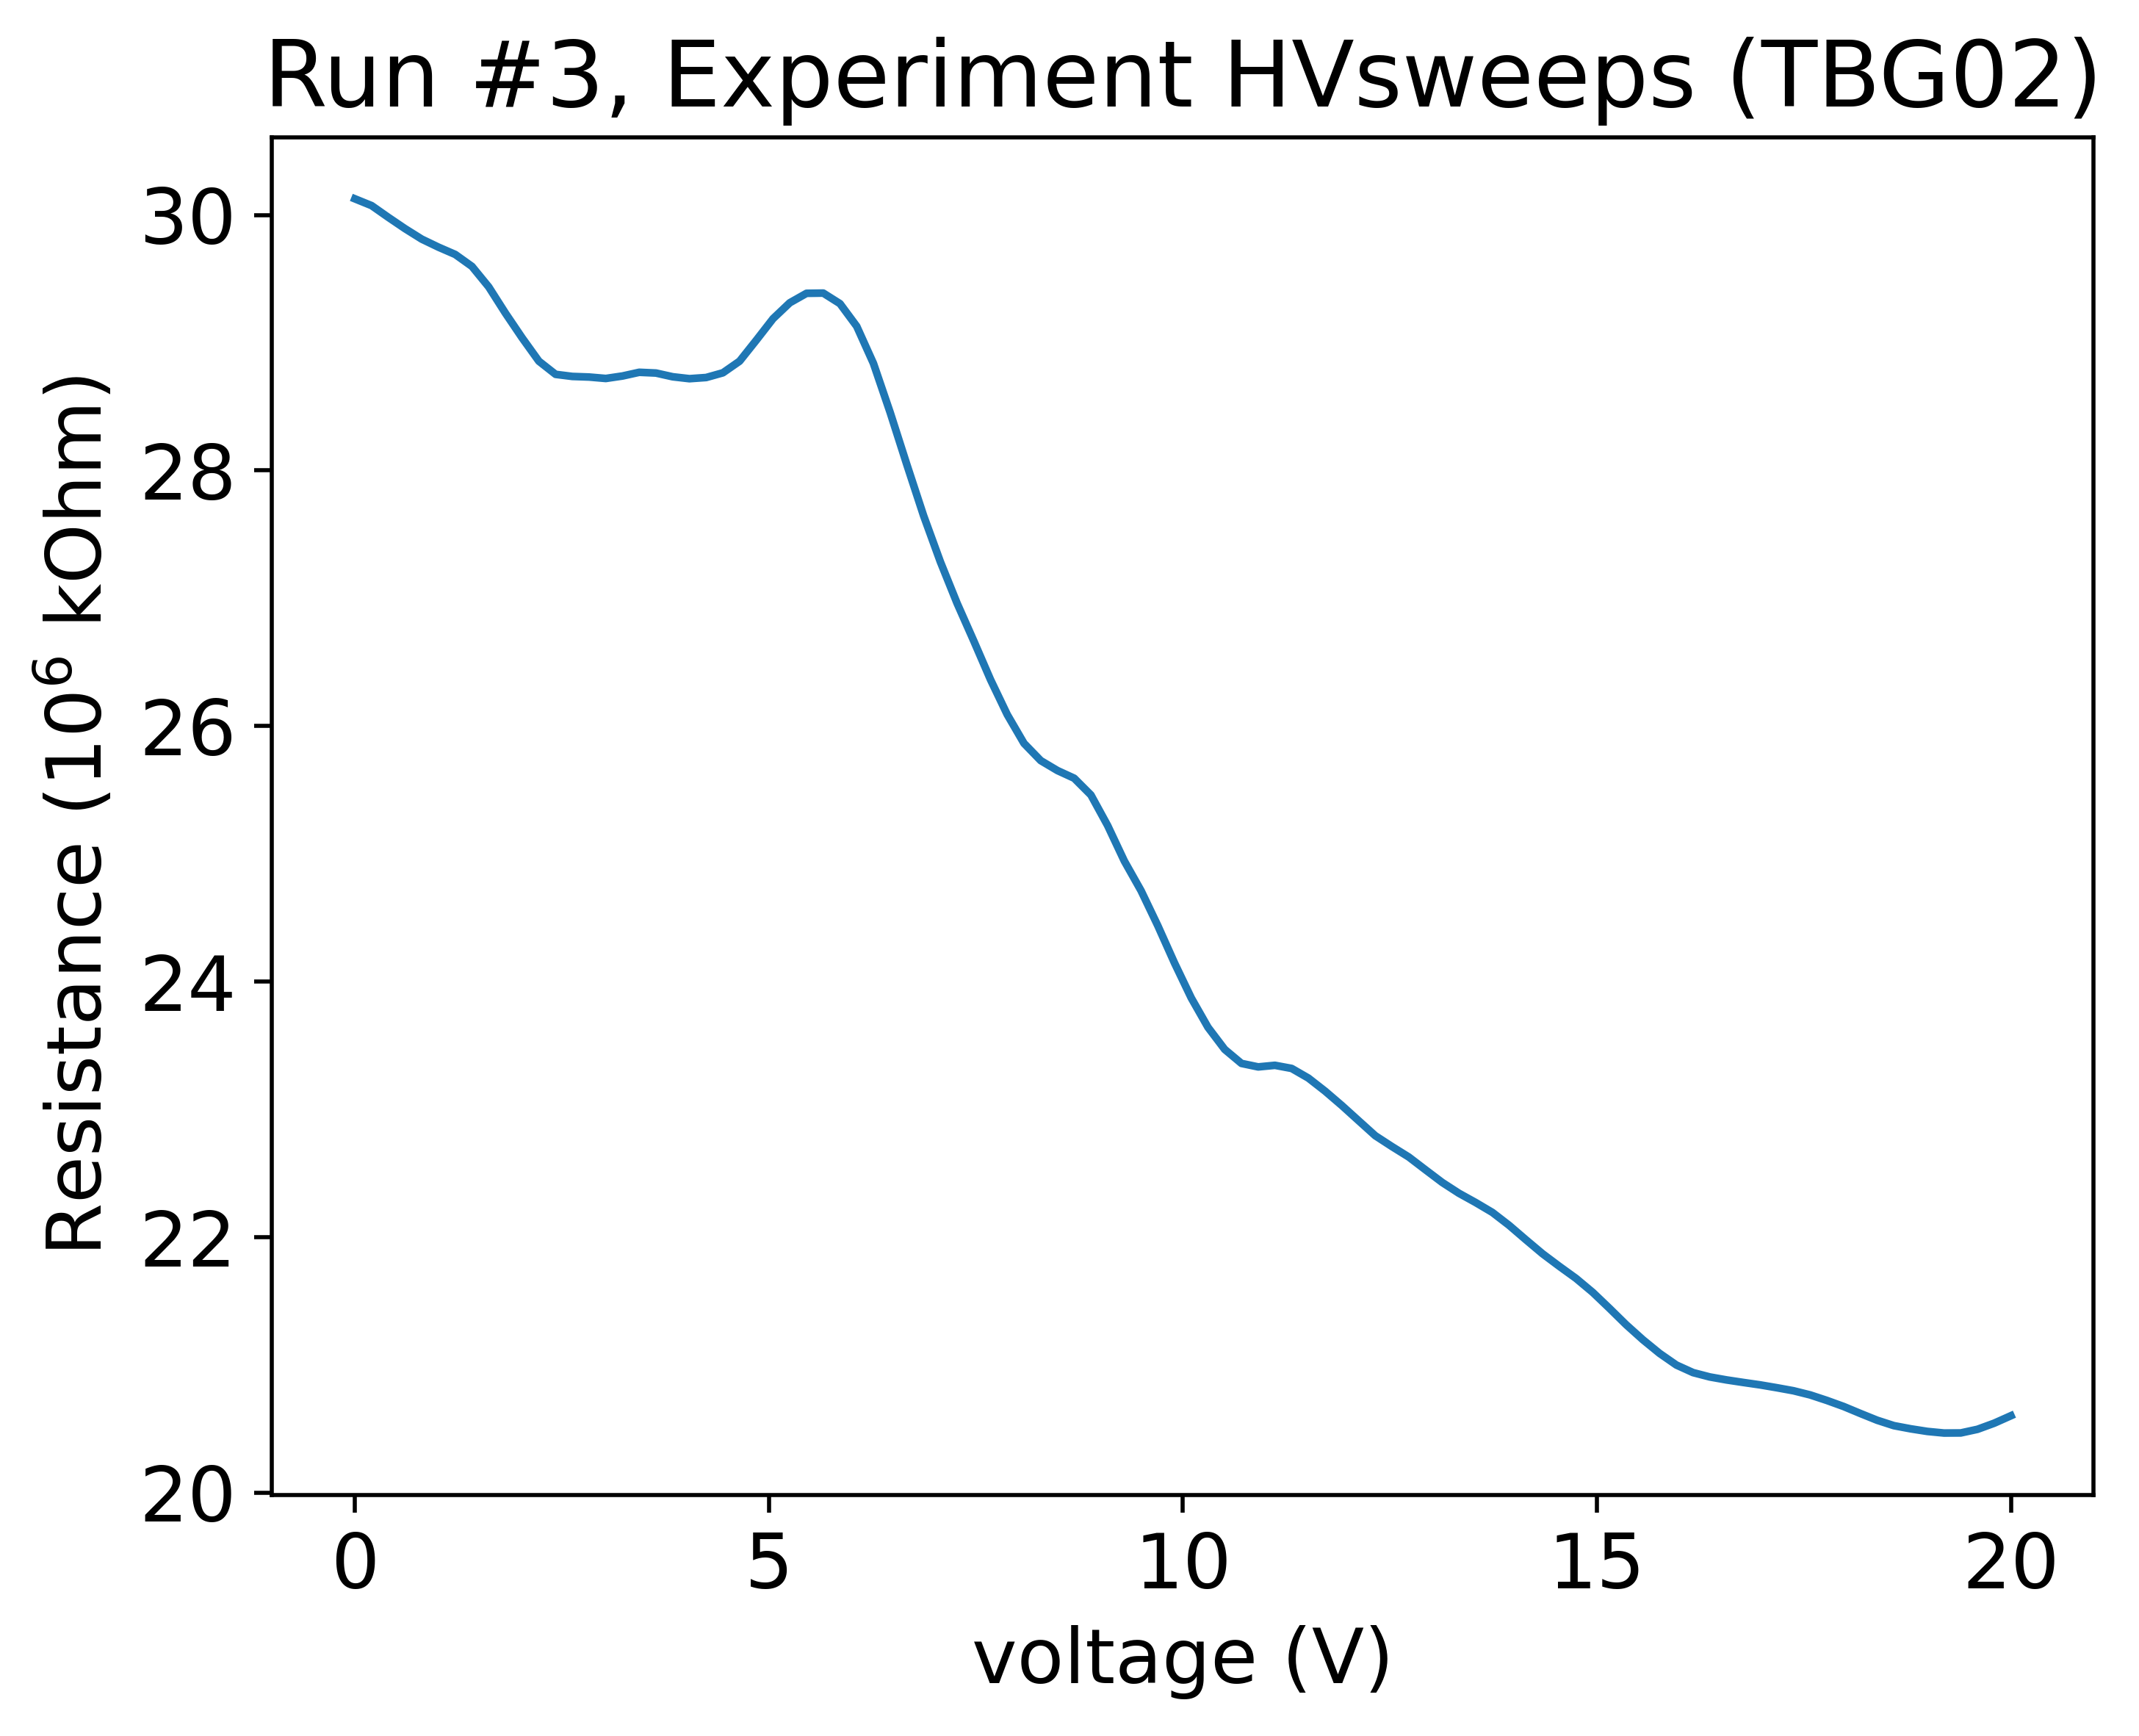 Run #3, Experiment HVsweeps (TBG02)
Resistance (10⁶ kOhm)
30
28
26
24
22
20
0 5 10 15 20
voltage (V)